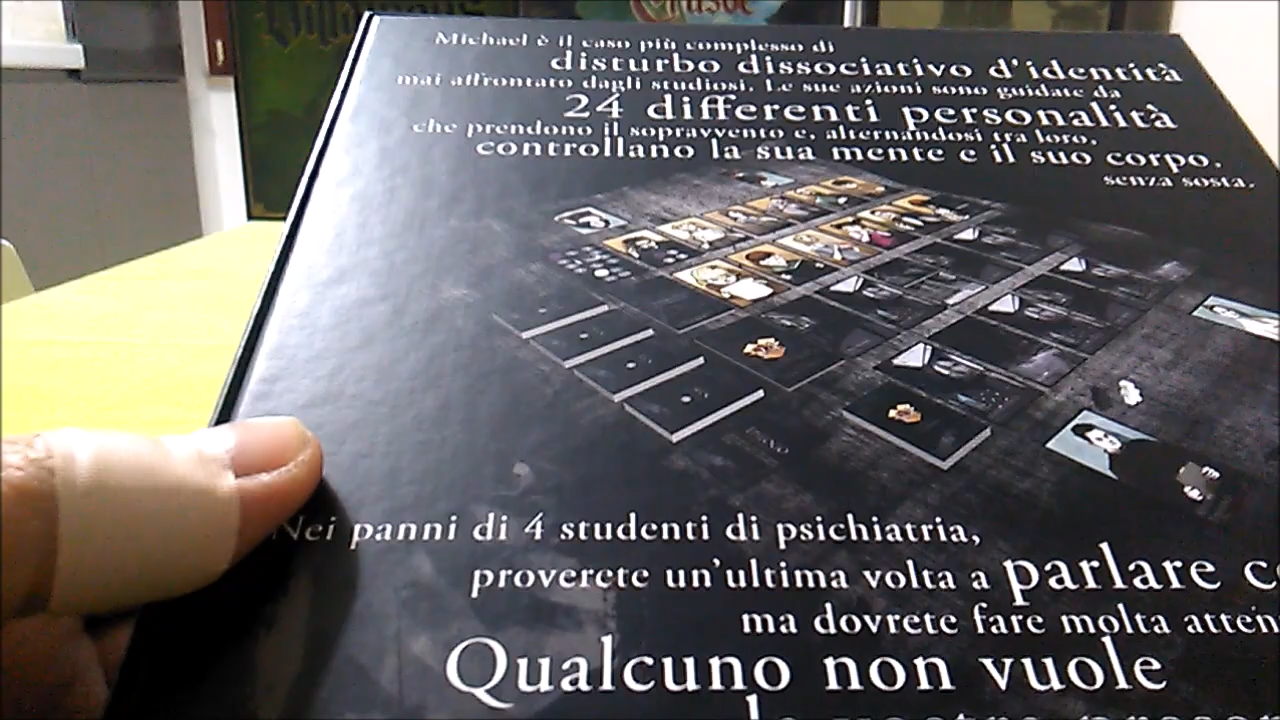 Villainous
Michael è il caso più complesso di
disturbo dissociativo d'identità
mai affrontato dagli studiosi. Le sue azioni sono guidate da
24 differenti personalità
che prendono il sopravvento e, alternandosi tra loro,
controllano la sua mente e il suo corpo,
senza sosta.
Nei panni di 4 studenti di psichiatria,
proverete un'ultima volta a parlare
ma dovrete fare molta atten
Qualcuno non vuole